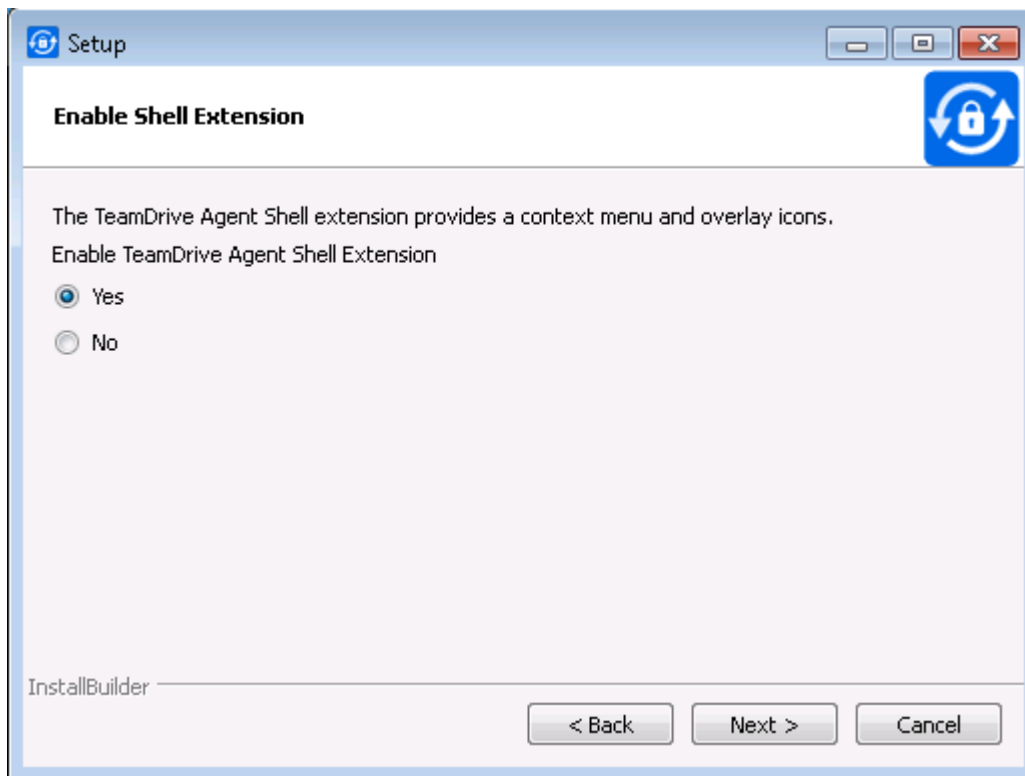 Setup
Enable Shell Extension
The TeamDrive Agent Shell extension provides a context menu and overlay icons.
Enable TeamDrive Agent Shell Extension
Yes
No
InstallBuilder
< Back
Next >
Cancel